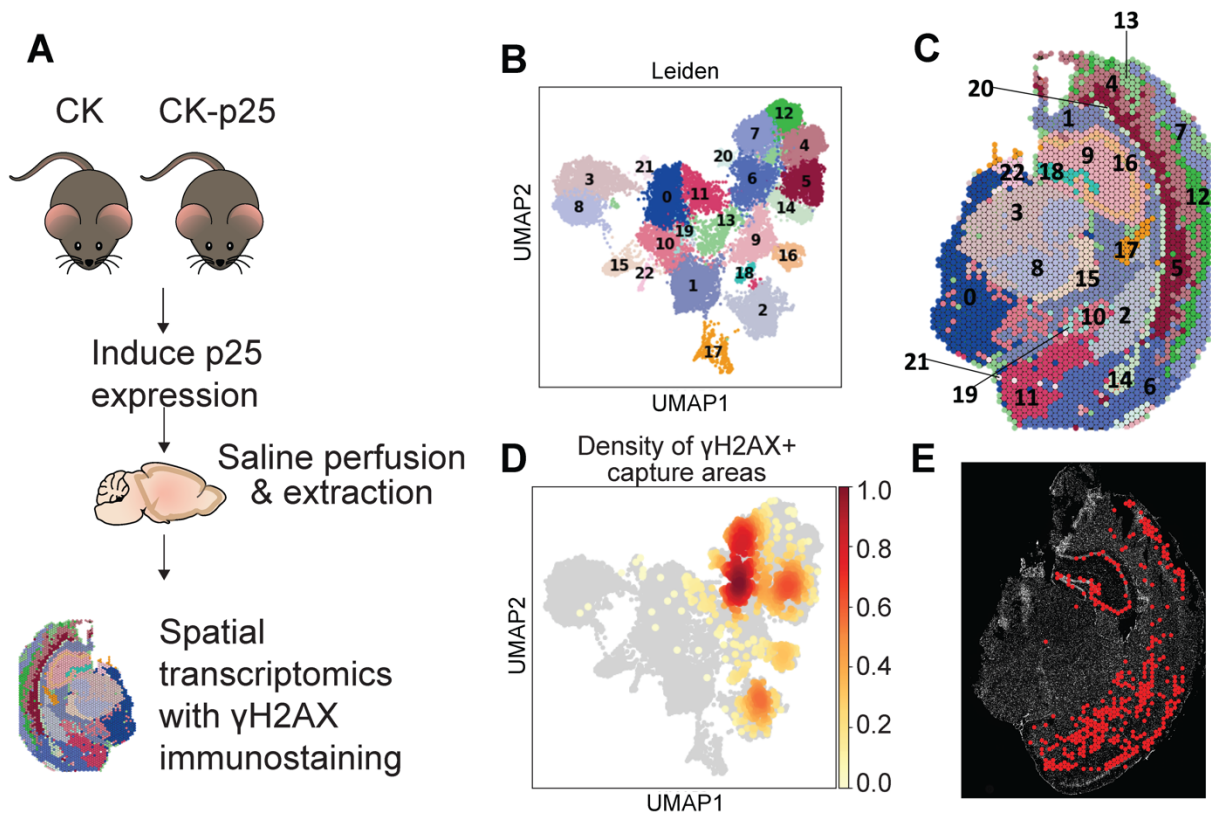 A
CK
CK-p25
Induce p25
expression
Saline perfusion
& extraction
Spatial
transcriptomics
with γH2AX
immunostaining
B
Leiden
12
7
4
20
21
3
6
5
0
11
8
14
13
19
10
9
15
16
22
18
1
2
17
UMAP2
UMAP1
C
13
4
20
1
7
9
16
22
18
12
3
17
8
5
15
0
10
2
21
19
14
6
11
D
Density of γH2AX+
capture areas
1.0
0.8
0.6
0.4
0.2
0.0
UMAP2
UMAP1
E